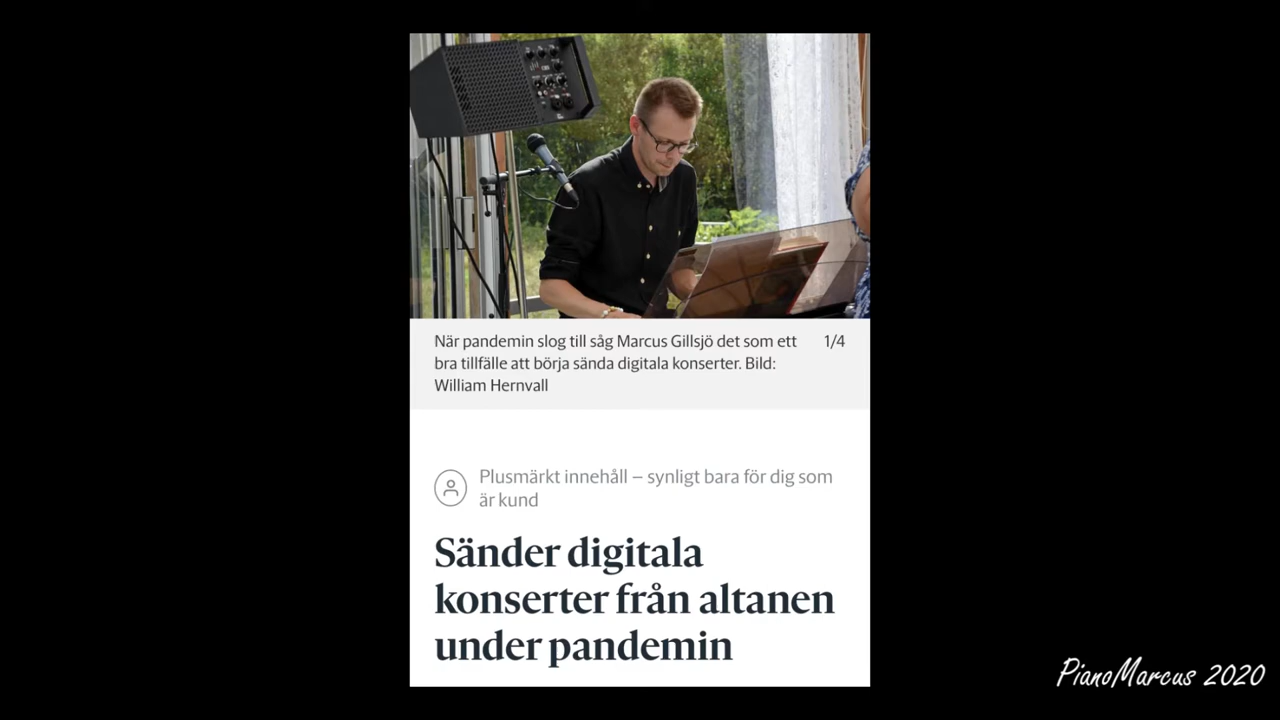 När pandemin slog till såg Marcus Gillsjö det som ett
1/4
bra tillfälle att börja sända digitala konserter. Bild:
William Hernvall
Plusmärkt innehåll – synligt bara för dig som
är kund
Sänder digitala
konserter från altanen
under pandemin
PianoMarcus 2020